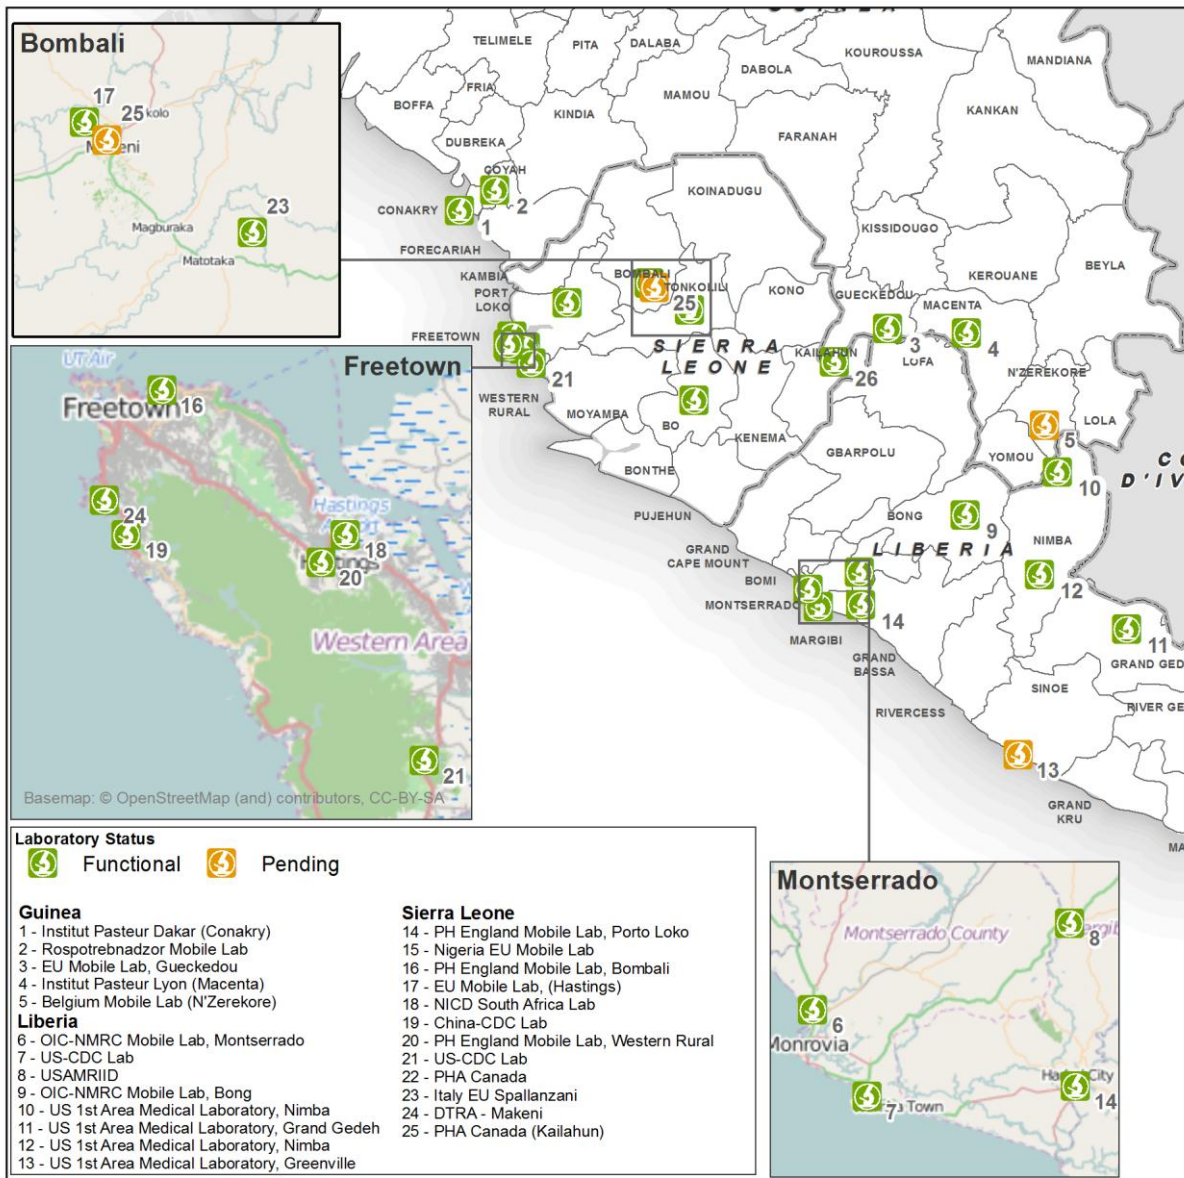 Bombali
17
25
kolo
M eni
23
Magburaka
Matotaka
GUINEA
TELIMELE
PITA
DALABA
KOUROUSSA
MANDIANA
DABOLA
FRIA
MAMOU
BOFFA
KINDIA
KANKAN
FARANAH
DUBREKA
COYAH
KOINADUGU
CONAKRY
2
1
KISSIDOUGO
FORECARIAH
BEYLA
KEROUANE
KAMBIA
BOMBALI
TONKOLILI
KONO
GUECKEDOU
PORT
LOKO
25
MACENTA
FREETOWN
SIERRA
LEONE
3
4
KAILAHUN
LOFA
26
N'ZEREKORE
21
WESTERN
RURAL
MOYAMBA
BO
LOLA
5
KENEMA
GBARPOLU
YOMOU
BONTHE
10
CO
D'IV
PUJEHUN
BONG
9
NIMBA
GRAND
CAPE MOUNT
LIBERIA
BOMI
12
MONTSERRADO
14
MARGIBI
11
GRAND
BASSA
GRAND GED
SINOE
RIVERCESS
RIVER GE
13
GRAND
KRU
MA
UT Air
Freetown
Freetown
16
24
19
Hastings
18
20
Western Area
21
Basemap: © OpenStreetMap (and) contributors, CC-BY-SA
Laboratory Status
Functional
Pending
Guinea
1 - Institut Pasteur Dakar (Conakry)
2 - Rospotrebnadzor Mobile Lab
3 - EU Mobile Lab, Gueckedou
4 - Institut Pasteur Lyon (Macenta)
5 - Belgium Mobile Lab (N'Zerekore)
Liberia
6 - OIC-NMRC Mobile Lab, Montserrado
7 - US-CDC Lab
8 - USAMRIID
9 - OIC-NMRC Mobile Lab, Bong
10 - US 1st Area Medical Laboratory, Nimba
11 - US 1st Area Medical Laboratory, Grand Gedeh
12 - US 1st Area Medical Laboratory, Nimba
13 - US 1st Area Medical Laboratory, Greenville
Sierra Leone
14 - PH England Mobile Lab, Porto Loko
15 - Nigeria EU Mobile Lab
16 - PH England Mobile Lab, Bombali
17 - EU Mobile Lab, (Hastings)
18 - NICD South Africa Lab
19 - China-CDC Lab
20 - PH England Mobile Lab, Western Rural
21 - US-CDC Lab
22 - PHA Canada
23 - Italy EU Spallanzani
24 - DTRA - Makeni
25 - PHA Canada (Kailahun)
Montserrado
Montserrado County
8
6
Monrovia
7
Town
City
14